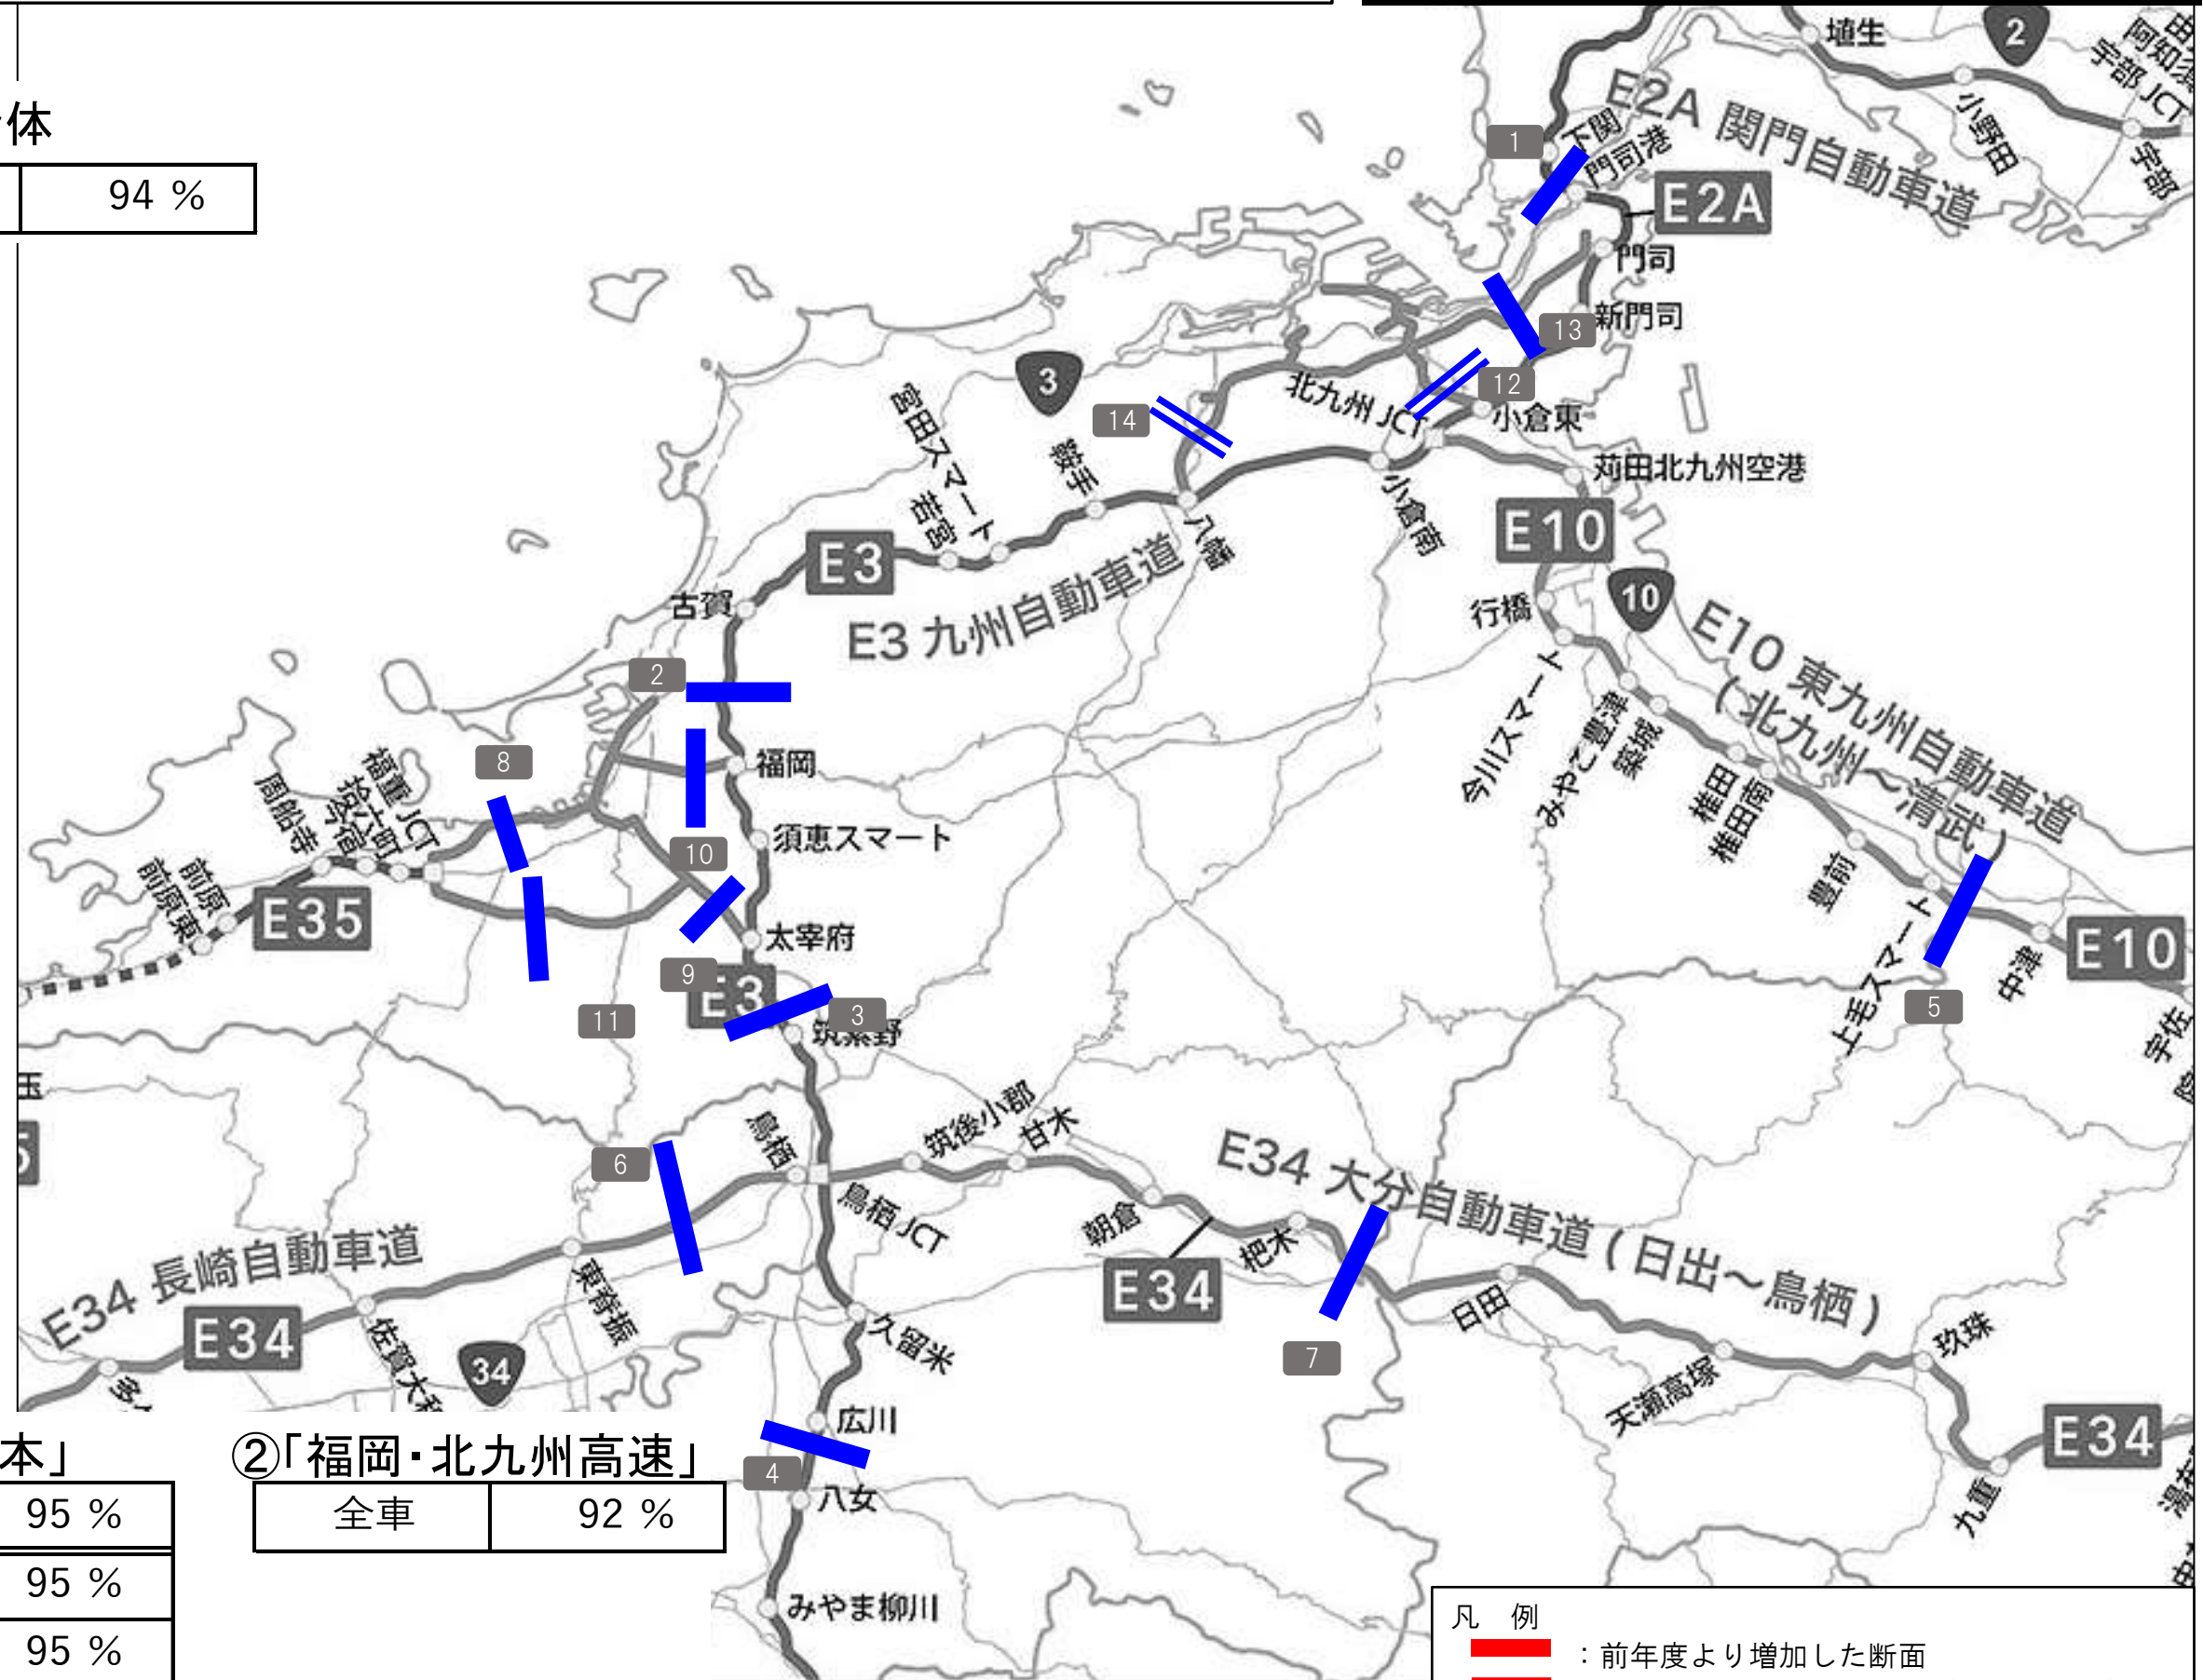 体
94 %
1
2
3
4
5
6
7
8
9
10
11
12
13
14
埴生
2
阿知須
宇部 JCT
小野田
宇部
E2A 関門自動車道
下関
門司港
E2A
門司
新門司
3
宮田スマート
若宮
鞍手
北九州 JCT
小倉東
苅田北九州空港
小倉南
八幡
E3
E3 九州自動車道
古賀
E10
10
行橋
今川スマート
みやこ豊津
築城
椎田
椎田南
豊前
上毛スマート
中津
宇佐
E10 東九州自動車道
(北九州～清武)
E10
福岡
須恵スマート
太宰府
E3
筑紫野
福重 JCT
拾六町
今宿
周船寺
前原
前原東
E35
鳥栖
鳥栖 JCT
筑後小郡
甘木
朝倉
杷木
E34
E34 大分自動車道 (日出～鳥栖)
日田
天瀬高塚
玖珠
九重
E34
E34 長崎自動車道
E34
34
東脊振
佐賀大和
久留米
広川
八女
みやま柳川
本」
95 %
95 %
95 %
②「福岡・北九州高速」
全車 92 %
凡 例
：前年度より増加した断面